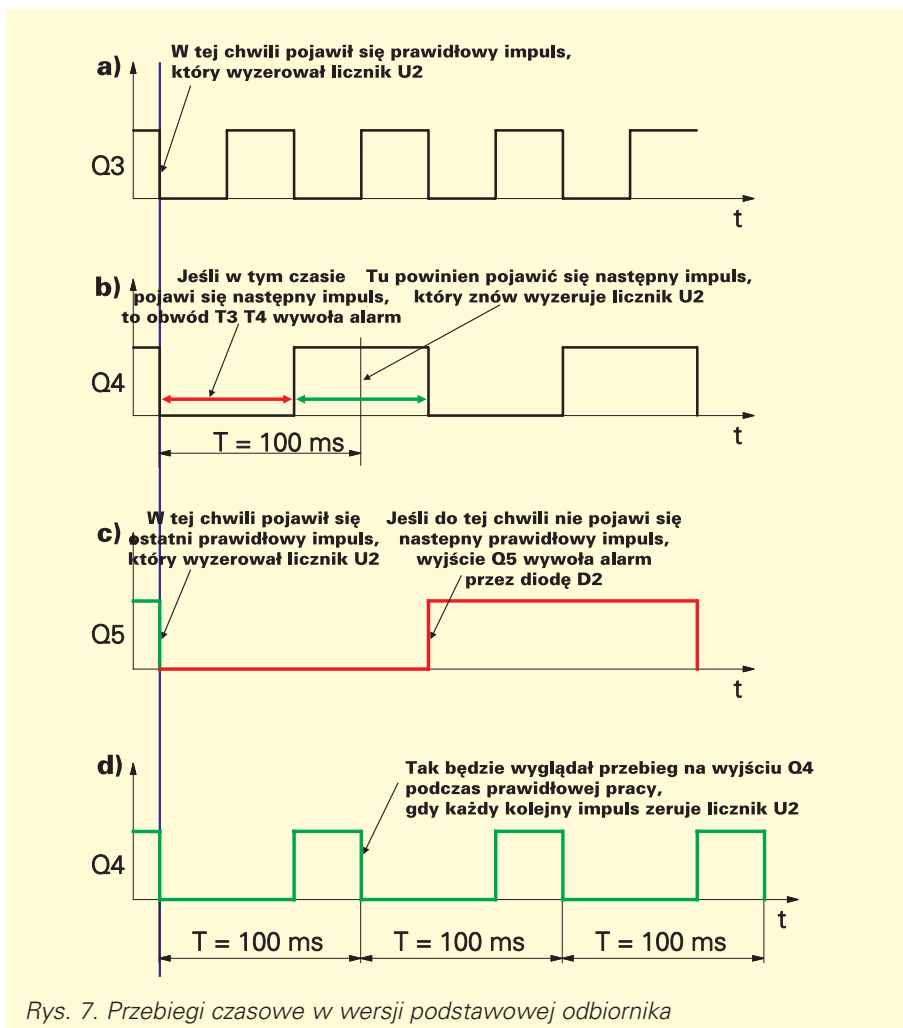 W tej chwili pojawił się prawidłowy impuls,
który wyzerował licznik U2
a)
Q3
t
Jeśli w tym czasie
pojawi się następny impuls,
to obwód T3 T4 wywoła alarm
Tu powinien pojawić się następny impuls,
który znów wyzeruje licznik U2
b)
Q4
t
T = 100 ms
W tej chwili pojawił się
ostatni prawidłowy impuls,
który wyzerował licznik U2
Jeśli do tej chwili nie pojawi się
nastepny prawidłowy impuls,
wyjście Q5 wywoła alarm
przez diodę D2
c)
Q5
t
d)
Tak będzie wyglądał przebieg na wyjściu Q4
podczas prawidłowej pracy,
gdy każdy kolejny impuls zeruje licznik U2
Q4
t
T = 100 ms
T = 100 ms
T = 100 ms
Rys. 7. Przebiegi czasowe w wersji podstawowej odbiornika